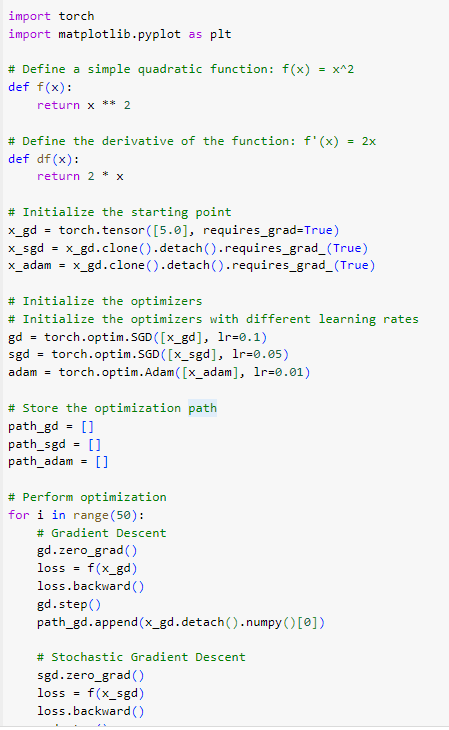 import torch
import matplotlib.pyplot as plt
# Define a simple quadratic function: f(x) = x^2
def f(x):
    return x ** 2
# Define the derivative of the function: f'(x) = 2x
def df(x):
    return 2 * x
# Initialize the starting point
x_gd = torch.tensor([5.0], requires_grad=True)
x_sgd = x_gd.clone().detach().requires_grad_(True)
x_adam = x_gd.clone().detach().requires_grad_(True)
# Initialize the optimizers
# Initialize the optimizers with different learning rates
gd = torch.optim.SGD([x_gd], lr=0.1)
sgd = torch.optim.SGD([x_sgd], lr=0.05)
adam = torch.optim.Adam([x_adam], lr=0.01)
# Store the optimization path
path_gd = []
path_sgd = []
path_adam = []
# Perform optimization
for i in range(50):
    # Gradient Descent
    gd.zero_grad()
    loss = f(x_gd)
    loss.backward()
    gd.step()
    path_gd.append(x_gd.detach().numpy()[0])
    # Stochastic Gradient Descent
    sgd.zero_grad()
    loss = f(x_sgd)
    loss.backward()